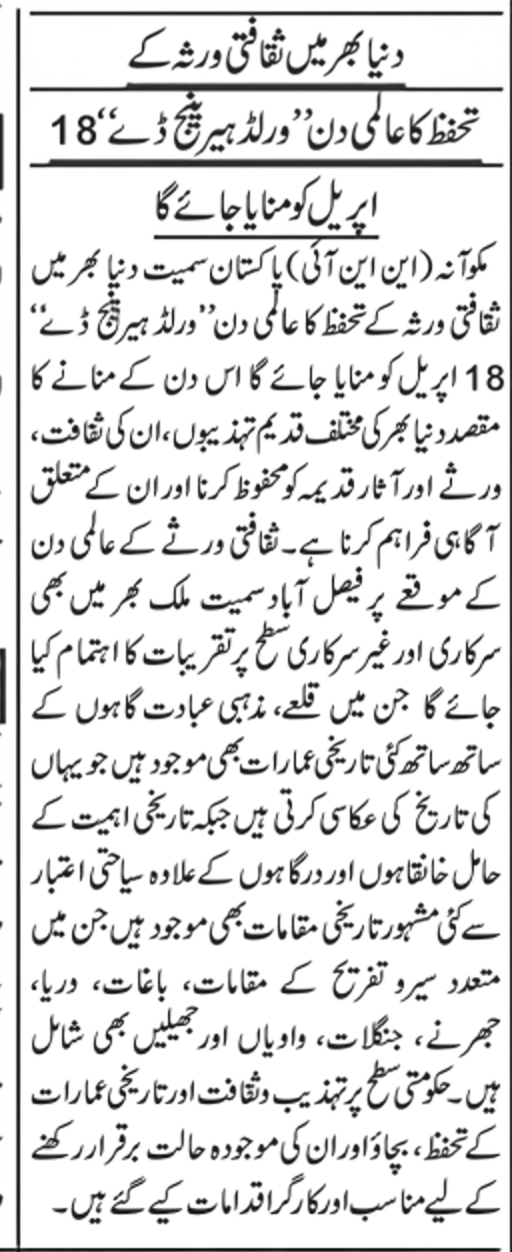 دنیا بھر میں ثقافتی ورثہ کے
تحفظ کا عالمی دن ’’ورلڈ ہیریٹیج ڈے‘‘ 18
اپریل کو منایا جائے گا
مکوآنہ (این این آئی) پاکستان سمیت دنیا بھر میں
ثقافتی ورثہ کے تحفظ کا عالمی دن ’’ورلڈ ہیریٹیج ڈے‘‘
18 اپریل کو منایا جائے گا اس دن کے منانے کا
مقصد دنیا بھر کی مختلف قدیم تہذیبوں، ان کی ثقافت،
ورثے اور آثار قدیمہ کو محفوظ کرنا اور ان کے متعلق
آگاہی فراہم کرنا ہے۔ ثقافتی ورثے کے عالمی دن
کے موقعے پر فیصل آباد سمیت ملک بھر میں بھی
سرکاری اور غیر سرکاری سطح پر تقریبات کا اہتمام کیا
جائے گا جن میں قلعے، مذہبی عبادت گاہوں کے
ساتھ ساتھ کئی تاریخی عمارات بھی موجود ہیں جو یہاں
کی تاریخ کی عکاسی کرتی ہیں جبکہ تاریخی اہمیت کے
حامل خانقاہوں اور درگاہوں کے علادہ سیاحتی اعتبار
سے کئی مشہور تاریخی مقامات بھی موجود ہیں جن میں
متعدد سیر و تفریح کے مقامات، باغات، دریا،
جھرنے، جنگلات، وادیاں اور جھیلیں بھی شامل
ہیں۔ حکومتی سطح پر تہذیب وثقافت اور تاریخی عمارات
کے تحفظ، بچاؤ اور ان کی موجودہ حالت برقرار رکھنے
کے لیے مناسب اور کارگر اقدامات کیے گئے ہیں۔